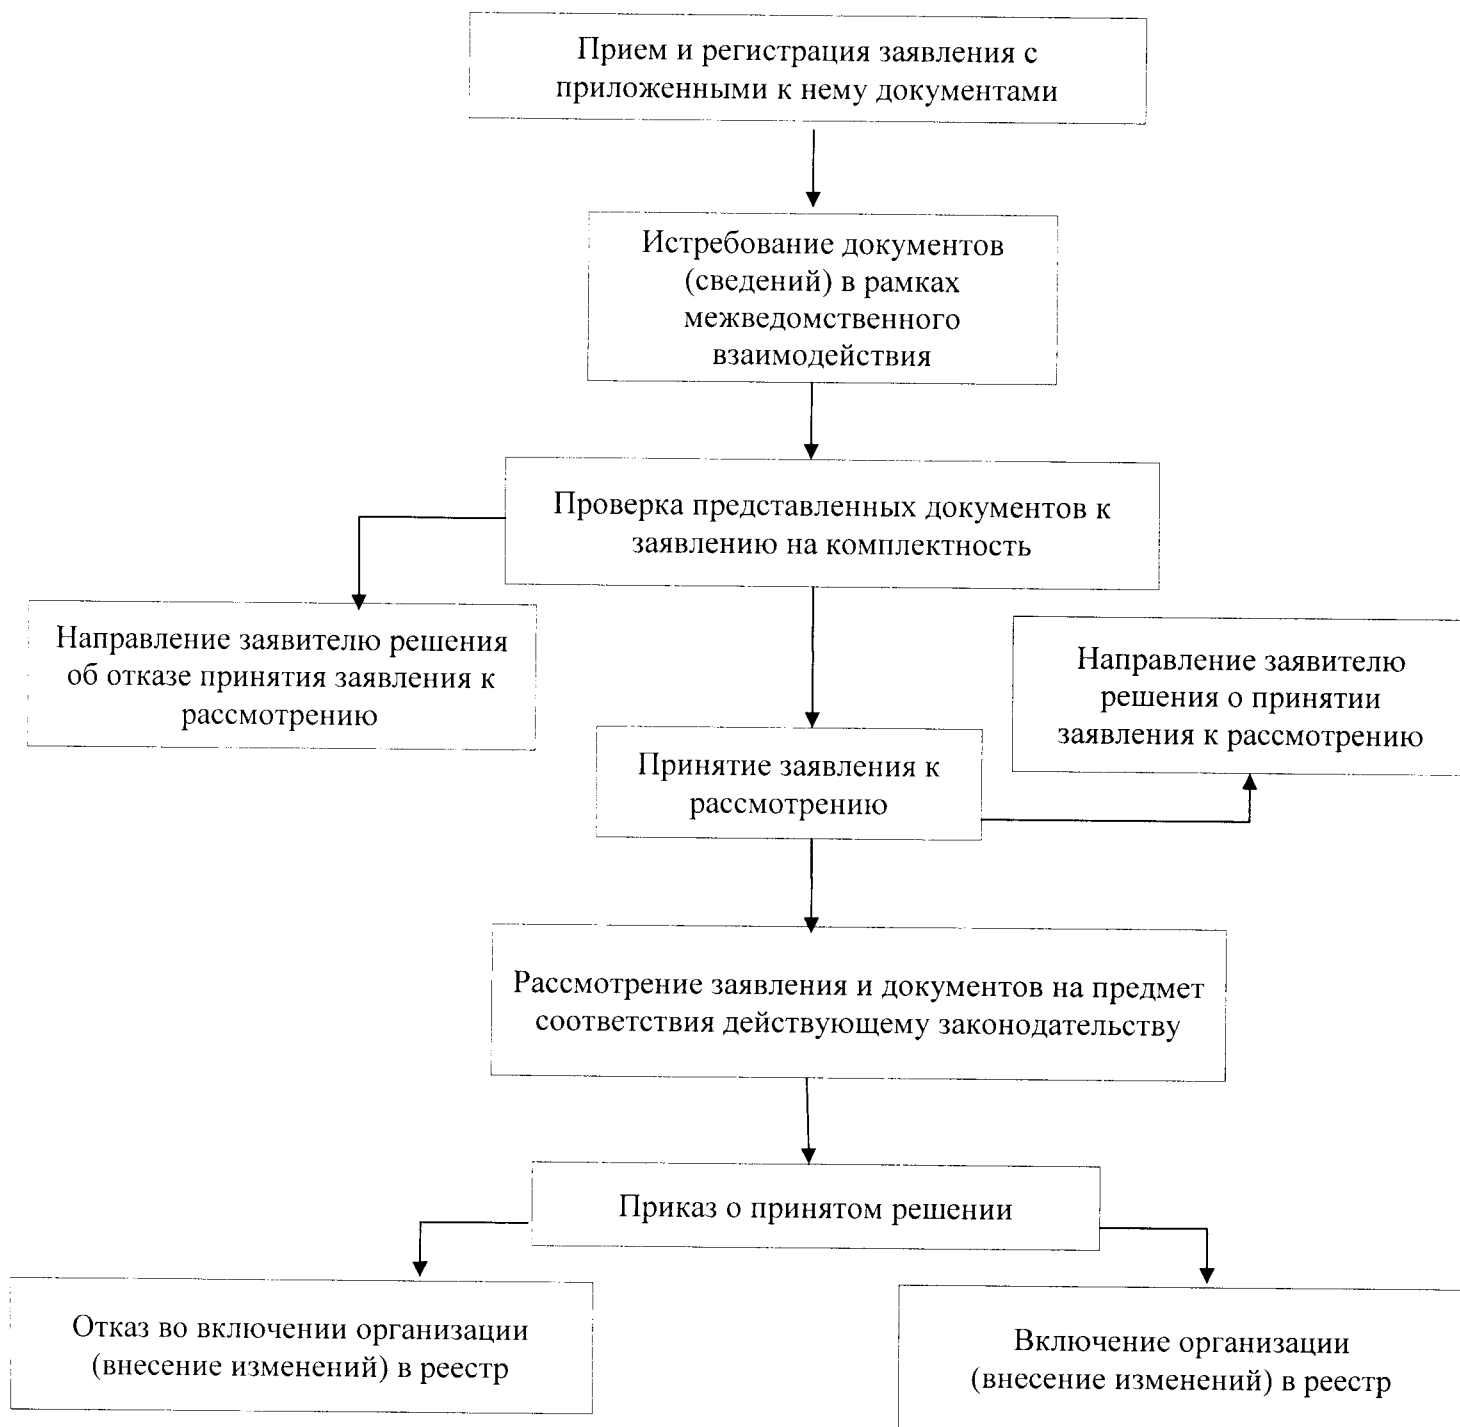 Прием и регистрация заявления с
приложенными к нему документами
Истребование документов
(сведений) в рамках
межведомственного
взаимодействия
Проверка представленных документов к
заявлению на комплектность
Направление заявителю решения
об отказе принятия заявления к
рассмотрению
Направление заявителю
решения о принятии
заявления к рассмотрению
Принятие заявления к
рассмотрению
Рассмотрение заявления и документов на предмет
соответствия действующему законодательству
Приказ о принятом решении
Отказ во включении организации
(внесение изменений) в реестр
Включение организации
(внесение изменений) в реестр